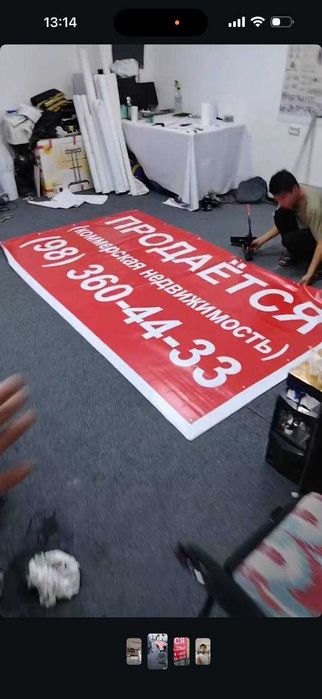 13:14
ПРОДАЁТСЯ
(коммерская недвижимость)
(98) 360-44-33